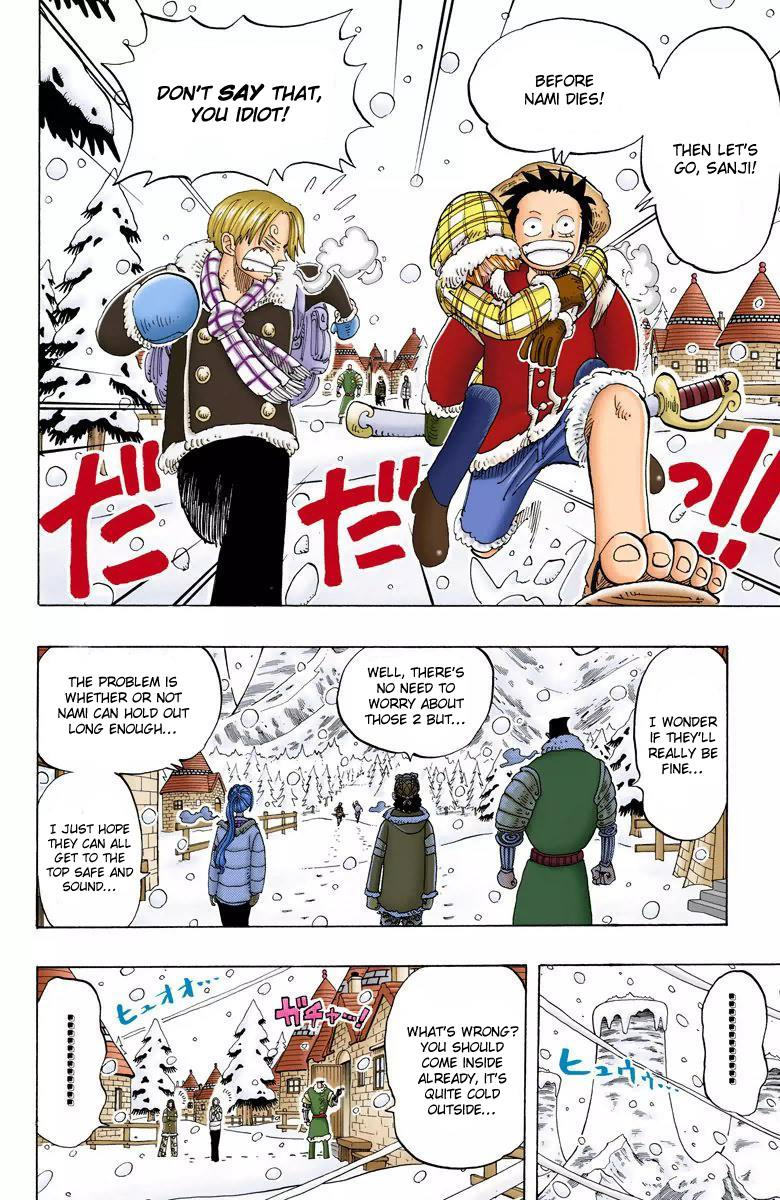 THEN LET'S
GO, SANJI!
BEFORE
NAMI DIES!
DON'T SAY THAT,
YOU IDIOT!
だだっ!!
I WONDER
IF THEY'LL
REALLY BE
FINE...
WELL, THERE'S
NO NEED TO
WORRY ABOUT
THOSE 2 BUT...
THE PROBLEM IS
WHETHER OR NOT
NAMI CAN HOLD OUT
LONG ENOUGH...
I JUST HOPE
THEY CAN ALL
GET TO THE
TOP SAFE AND
SOUND...
..........
ヒュウゥ...
ガチャ...!
WHAT'S WRONG?
YOU SHOULD
COME INSIDE
ALREADY, IT'S
QUITE COLD
OUTSIDE...
ヒュオオ...
..........